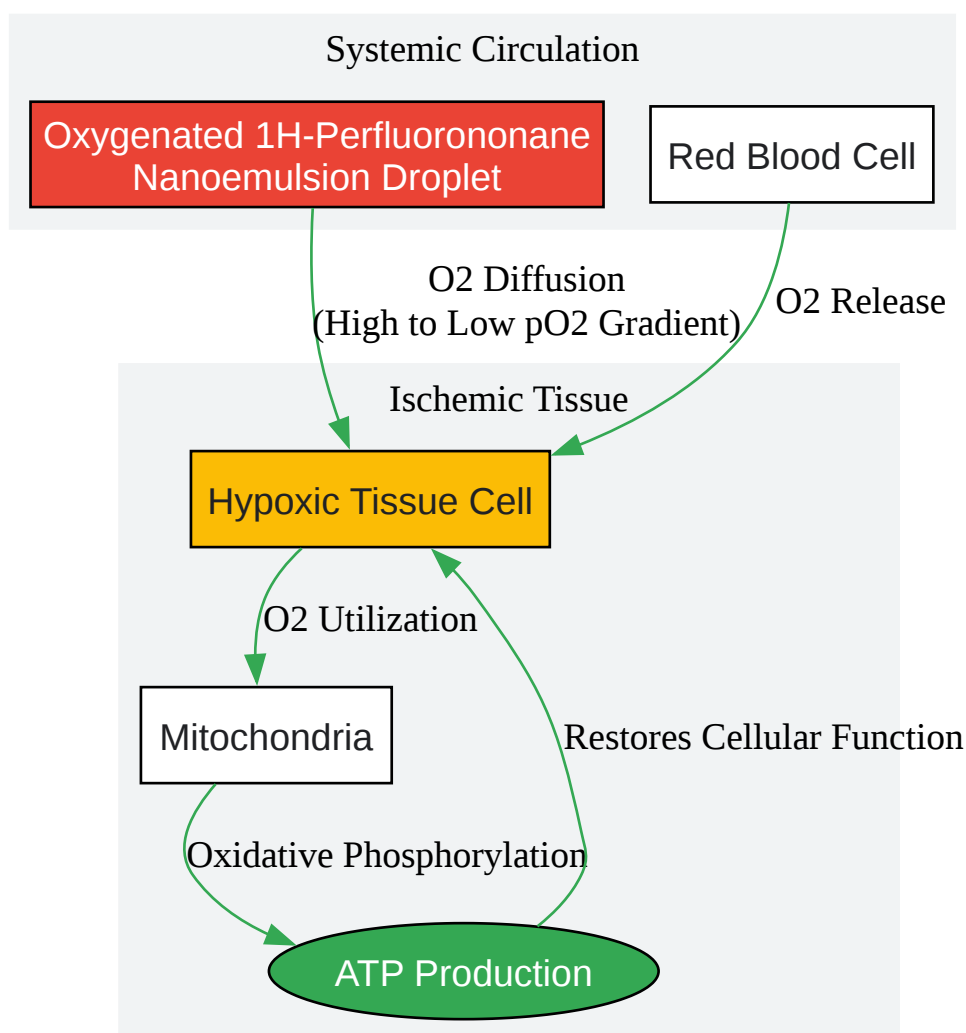 Systemic Circulation
Oxygenated 1H-Perfluorononane
Nanoemulsion Droplet
Red Blood Cell
O2 Diffusion
(High to Low pO2 Gradient)
O2 Release
Ischemic Tissue
Hypoxic Tissue Cell
O2 Utilization
Mitochondria
Restores Cellular Function
Oxidative Phosphorylation
ATP Production